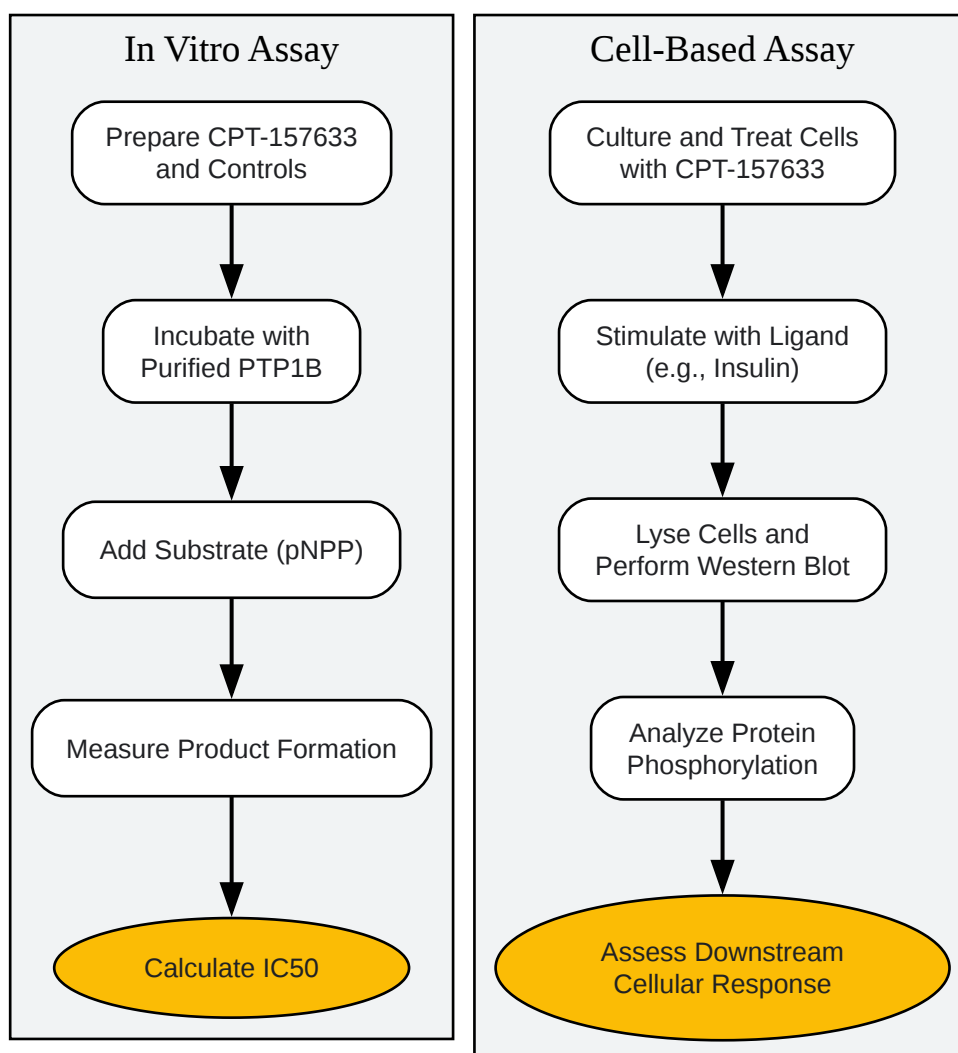 In Vitro Assay
Prepare CPT-157633
and Controls
Incubate with
Purified PTP1B
Add Substrate (pNPP)
Measure Product Formation
Calculate IC50
Cell-Based Assay
Culture and Treat Cells
with CPT-157633
Stimulate with Ligand
(e.g., Insulin)
Lyse Cells and
Perform Western Blot
Analyze Protein
Phosphorylation
Assess Downstream
Cellular Response